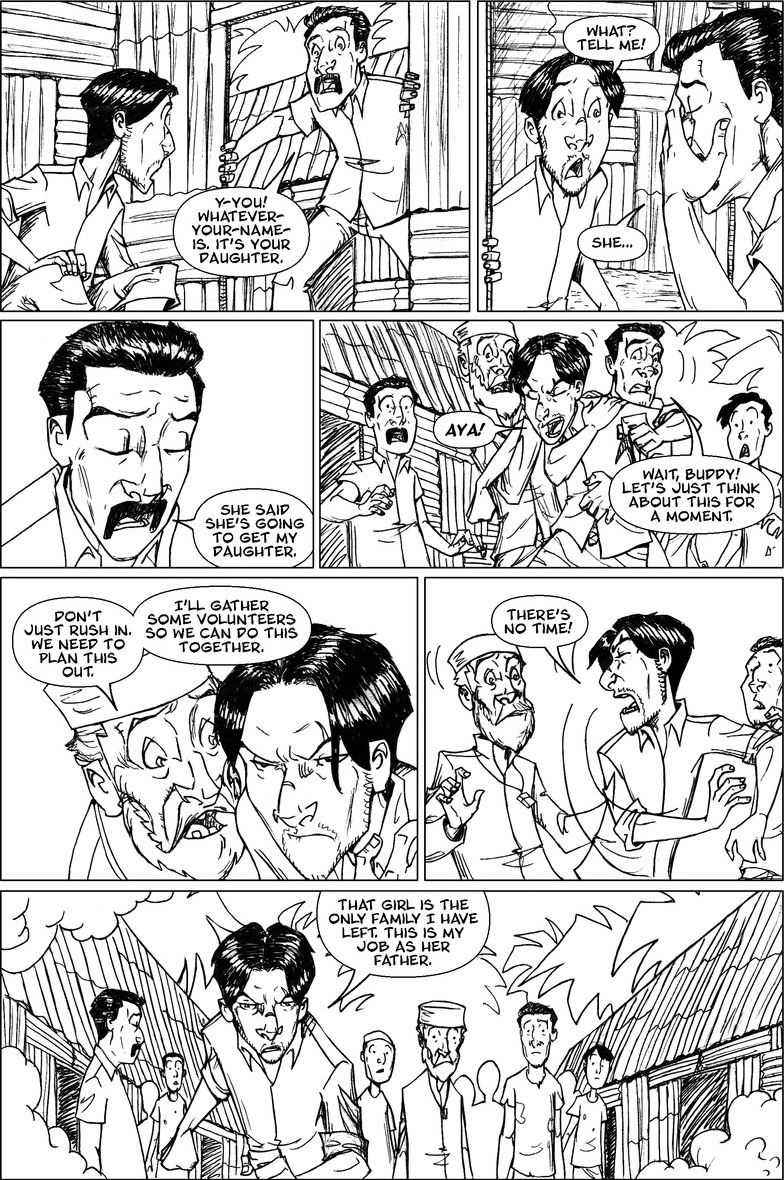 Y-YOU!
WHATEVER-
YOUR-NAME-
IS. IT'S YOUR
DAUGHTER.
WHAT?
TELL ME!
SHE...
SHE SAID
SHE'S GOING
TO GET MY
DAUGHTER.
AYA!
WAIT, BUDDY!
LET'S JUST THINK
ABOUT THIS FOR
A MOMENT.
DON'T
JUST RUSH IN.
WE NEED TO
PLAN THIS
OUT.
I'LL GATHER
SOME VOLUNTEERS
SO WE CAN DO THIS
TOGETHER.
THERE'S
NO TIME!
THAT GIRL IS THE
ONLY FAMILY I HAVE
LEFT. THIS IS MY
JOB AS HER
FATHER.